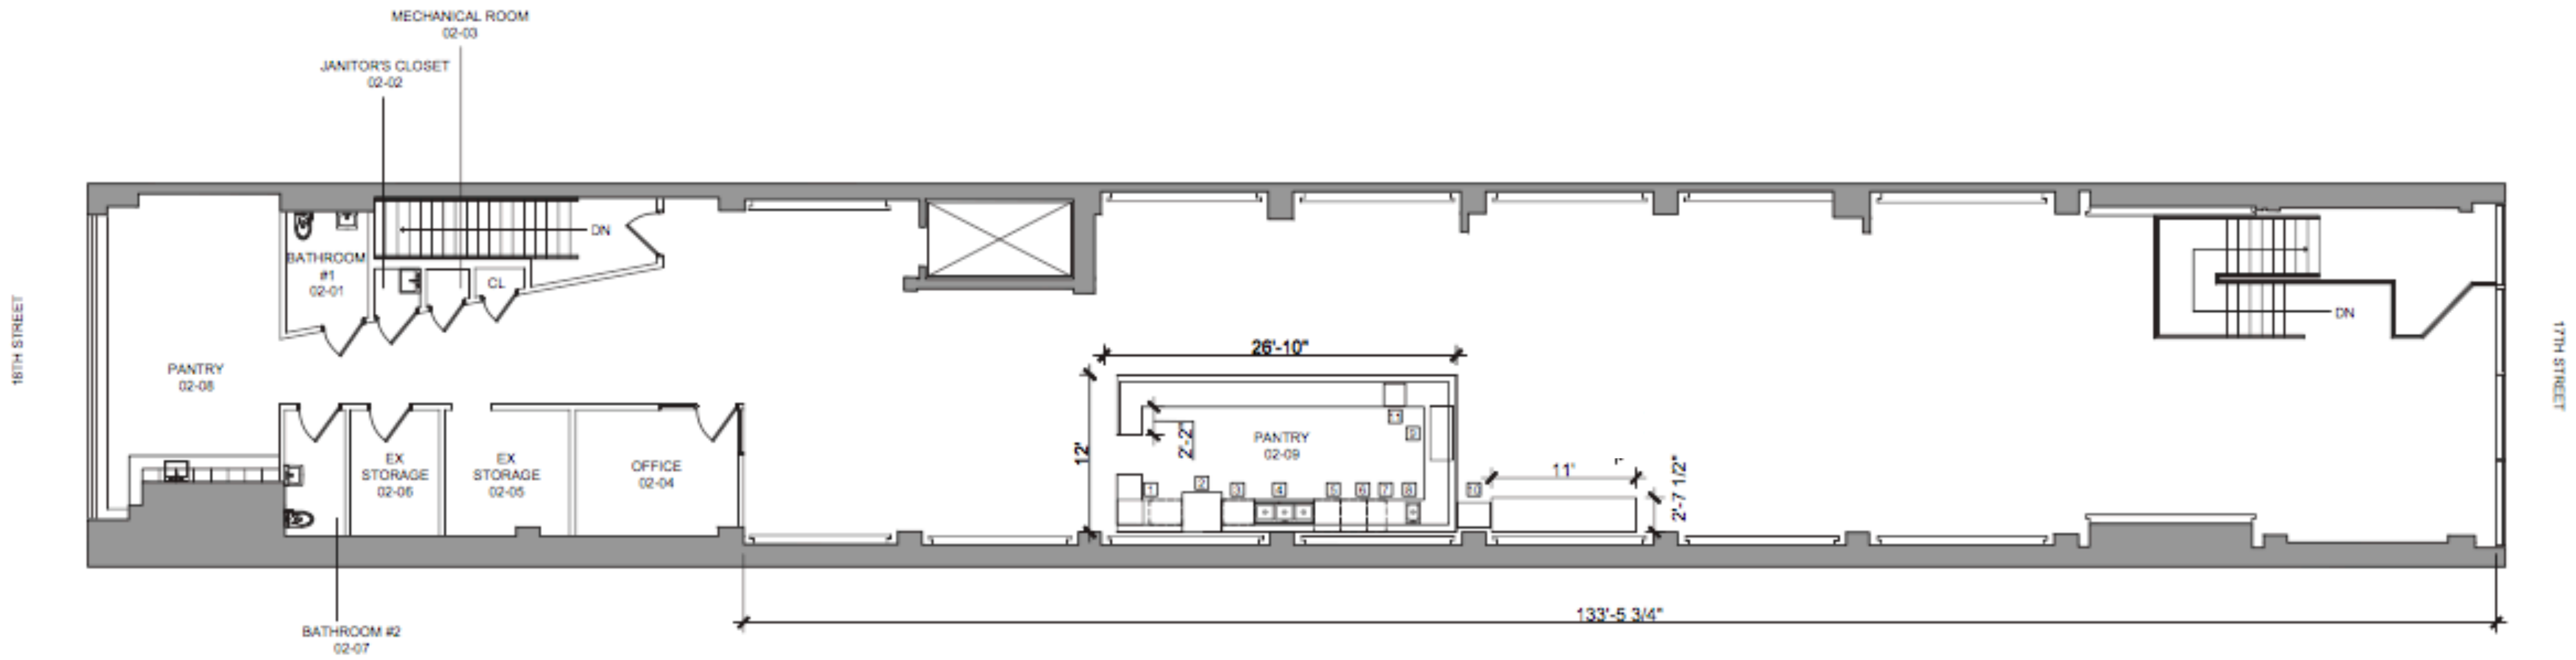 MECHANICAL ROOM
02-03
JANITOR'S CLOSET
02-02
18TH STREET
BATHROOM
#1
02-01
DN
CL
PANTRY
02-08
EX
STORAGE
02-06
EX
STORAGE
02-05
OFFICE
02-04
BATHROOM #2
02-07
26'-10"
12'
2'-2"
PANTRY
02-09
11
9
1
2
3
4
5
6
7
8
10
11'
2'-7 1/2"
133'-5 3/4"
DN
17TH STREET